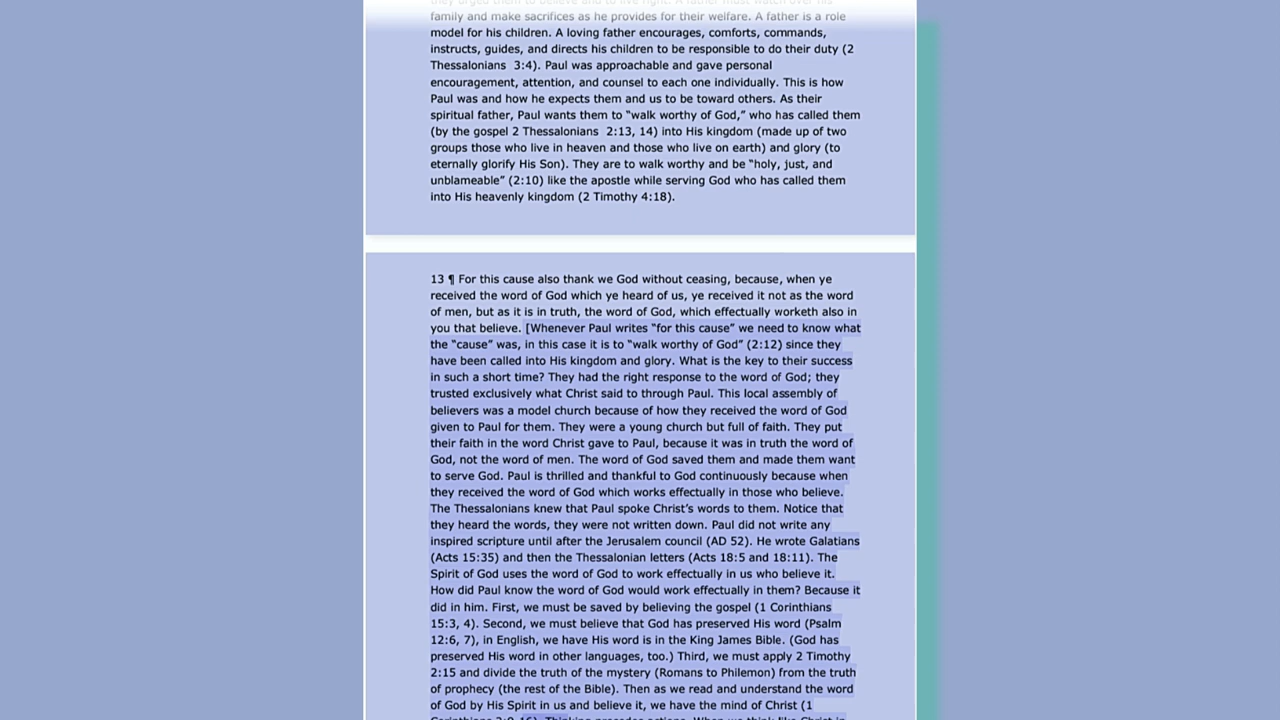 they urged them to believe and to live right. A father must watch over his
family and make sacrifices as he provides for their welfare. A father is a role
model for his children. A loving father encourages, comforts, commands,
instructs, guides, and directs his children to be responsible to do their duty (2
Thessalonians  3:4). Paul was approachable and gave personal
encouragement, attention, and counsel to each one individually. This is how
Paul was and how he expects them and us to be toward others. As their
spiritual father, Paul wants them to “walk worthy of God,” who has called them
(by the gospel 2 Thessalonians  2:13, 14) into His kingdom (made up of two
groups those who live in heaven and those who live on earth) and glory (to
eternally glorify His Son). They are to walk worthy and be “holy, just, and
unblameable” (2:10) like the apostle while serving God who has called them
into His heavenly kingdom (2 Timothy 4:18).
13 ¶ For this cause also thank we God without ceasing, because, when ye
received the word of God which ye heard of us, ye received it not as the word
of men, but as it is in truth, the word of God, which effectually worketh also in
you that believe. [Whenever Paul writes “for this cause” we need to know what
the “cause” was, in this case it is to “walk worthy of God” (2:12) since they
have been called into His kingdom and glory. What is the key to their success
in such a short time? They had the right response to the word of God; they
trusted exclusively what Christ said to through Paul. This local assembly of
believers was a model church because of how they received the word of God
given to Paul for them. They were a young church but full of faith. They put
their faith in the word Christ gave to Paul, because it was in truth the word of
God, not the word of men. The word of God saved them and made them want
to serve God. Paul is thrilled and thankful to God continuously because when
they received the word of God which works effectually in those who believe.
The Thessalonians knew that Paul spoke Christ’s words to them. Notice that
they heard the words, they were not written down. Paul did not write any
inspired scripture until after the Jerusalem council (AD 52). He wrote Galatians
(Acts 15:35) and then the Thessalonian letters (Acts 18:5 and 18:11). The
Spirit of God uses the word of God to work effectually in us who believe it.
How did Paul know the word of God would work effectually in them? Because it
did in him. First, we must be saved by believing the gospel (1 Corinthians
15:3, 4). Second, we must believe that God has preserved His word (Psalm
12:6, 7), in English, we have His word is in the King James Bible. (God has
preserved His word in other languages, too.) Third, we must apply 2 Timothy
2:15 and divide the truth of the mystery (Romans to Philemon) from the truth
of prophecy (the rest of the Bible). Then as we read and understand the word
of God by His Spirit in us and believe it, we have the mind of Christ (1